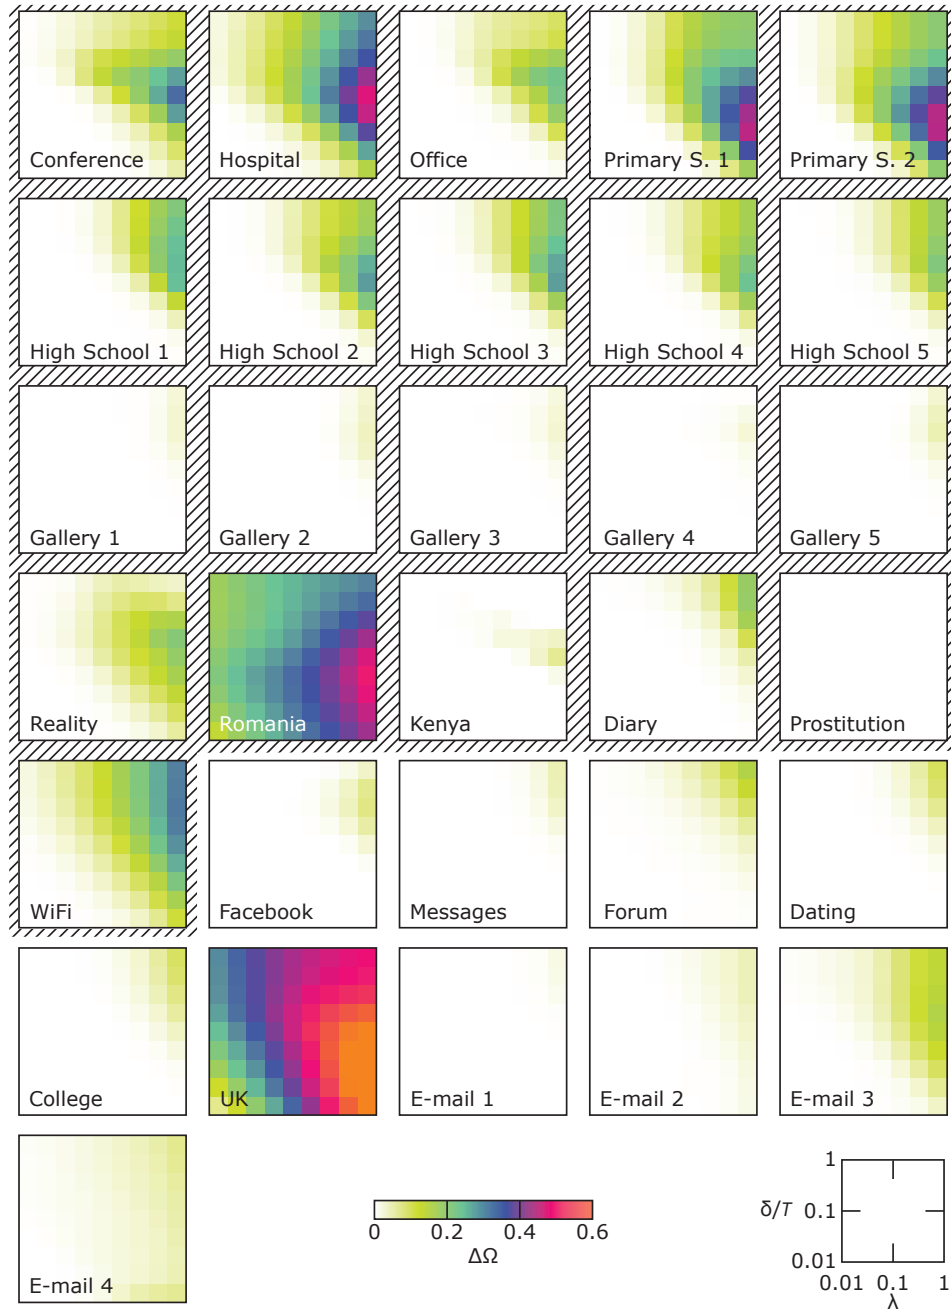 Conference Hospital Office Primary S. 1 Primary S. 2
High School 1 High School 2 High School 3 High School 4 High School 5
Gallery 1 Gallery 2 Gallery 3 Gallery 4 Gallery 5
Reality Romania Kenya Diary Prostitution
WiFi Facebook Messages Forum Dating
College UK E-mail 1 E-mail 2 E-mail 3
E-mail 4
0 0.2 0.4 0.6
ΔΩ
1
δ/T 0.1
0.01
0.01 0.1 1
λ